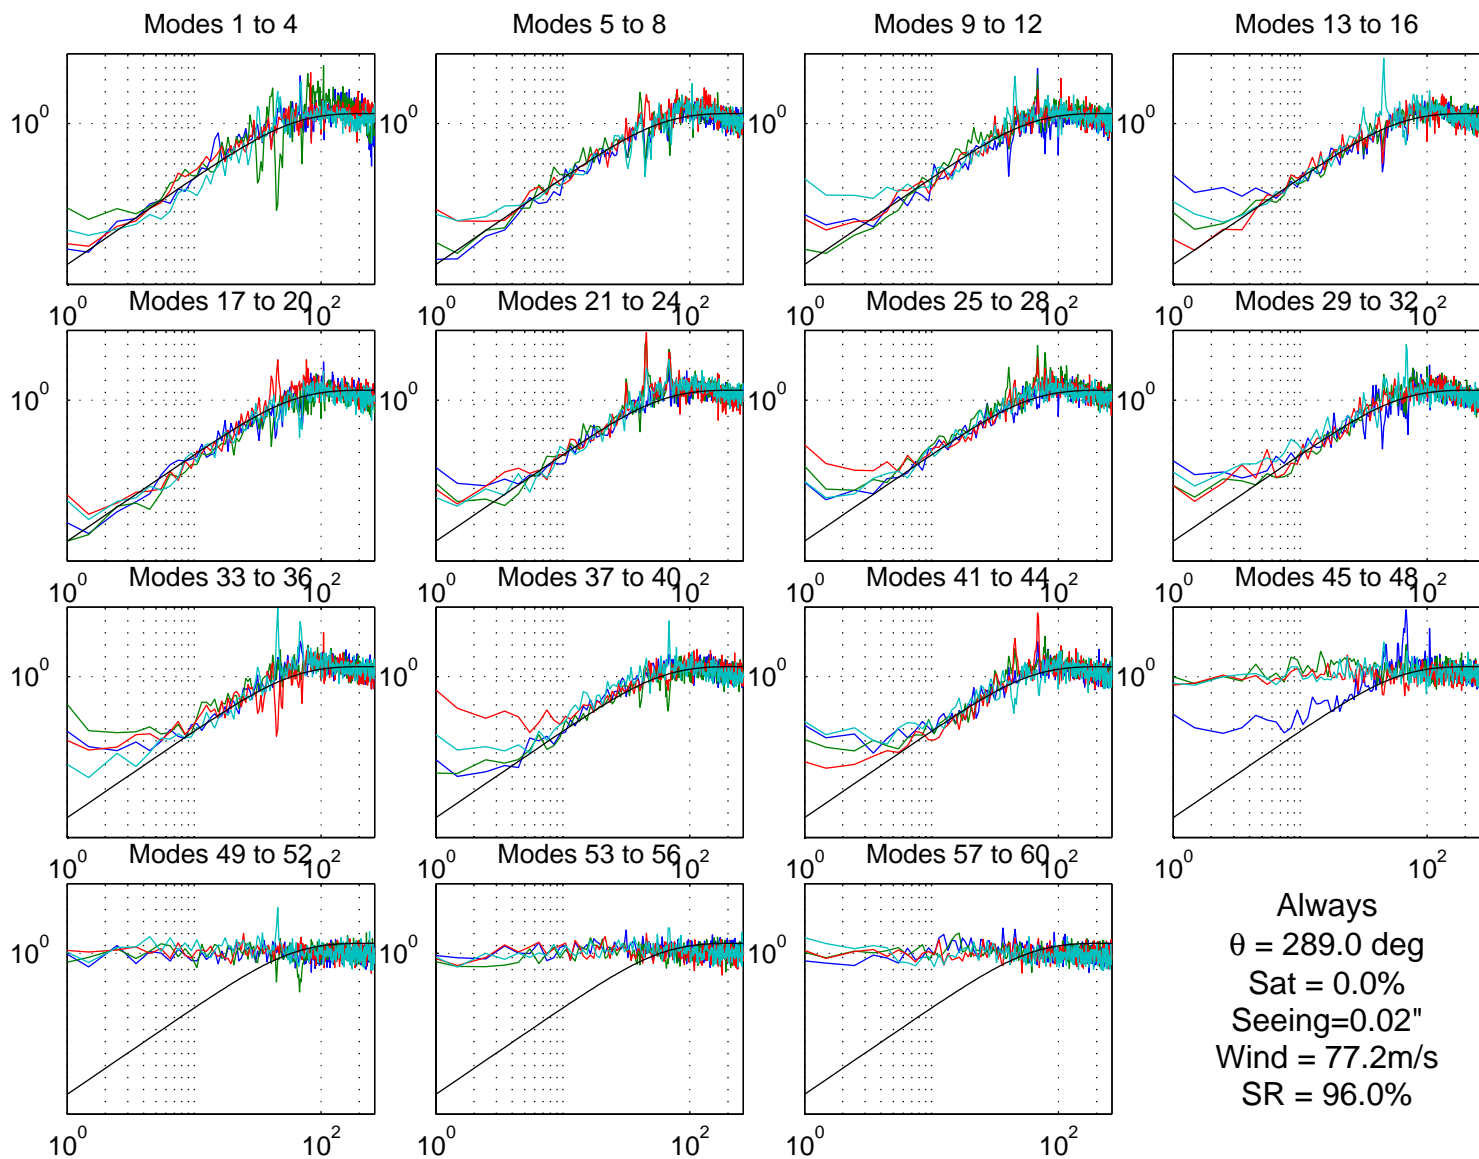 Modes 1 to 4 Modes 5 to 8 Modes 9 to 12 Modes 13 to 16
10⁰ 10⁰ 10⁰ 10⁰
10⁰ 10² 10⁰ 10² 10⁰ 10² 10⁰ 10²
Modes 17 to 20 Modes 21 to 24 Modes 25 to 28 Modes 29 to 32
10⁰ 10⁰ 10⁰ 10⁰
10⁰ 10² 10⁰ 10² 10⁰ 10² 10⁰ 10²
Modes 33 to 36 Modes 37 to 40 Modes 41 to 44 Modes 45 to 48
10⁰ 10⁰ 10⁰ 10⁰
10⁰ 10² 10⁰ 10² 10⁰ 10² 10⁰ 10²
Modes 49 to 52 Modes 53 to 56 Modes 57 to 60
10⁰ 10⁰ 10⁰
10⁰ 10² 10⁰ 10² 10⁰ 10²
Always
θ = 289.0 deg
Sat = 0.0%
Seeing=0.02"
Wind = 77.2m/s
SR = 96.0%